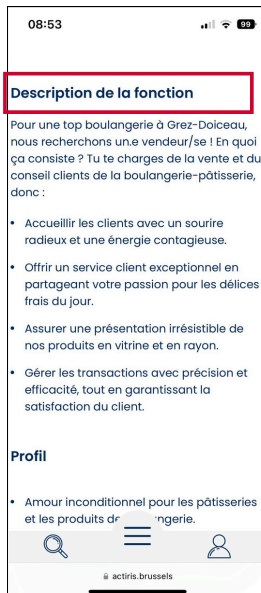 08:53
99
Description de la fonction
Pour une top boulangerie à Grez-Doiceau,
nous recherchons un.e vendeur/se ! En quoi
ça consiste ? Tu te charges de la vente et du
conseil clients de la boulangerie-pâtisserie,
donc :
• Accueillir les clients avec un sourire
radieux et une énergie contagieuse.
• Offrir un service client exceptionnel en
partageant votre passion pour les délices
frais du jour.
• Assurer une présentation irrésistible de
nos produits en vitrine et en rayon.
• Gérer les transactions avec précision et
efficacité, tout en garantissant la
satisfaction du client.
Profil
• Amour inconditionnel pour les pâtisseries
et les produits de
actiris.brussels